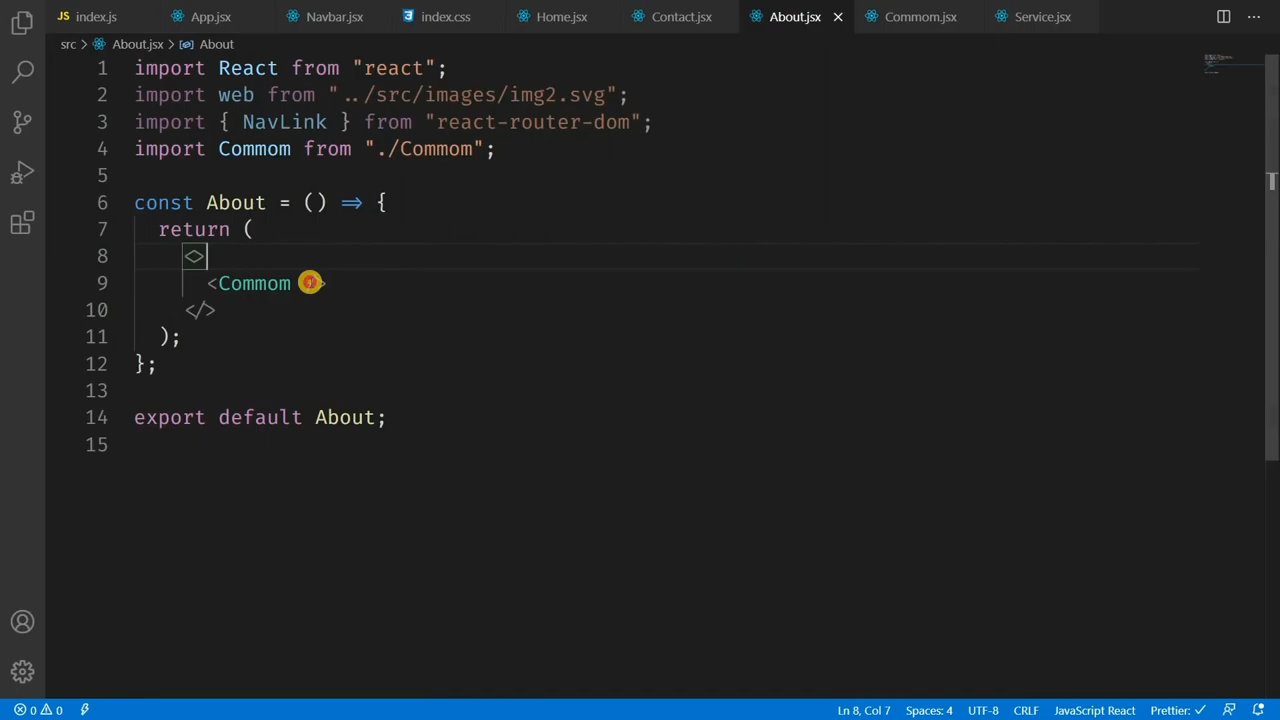 index.js App.jsx Navbar.jsx index.css Home.jsx Contact.jsx About.jsx Commom.jsx Service.jsx
src > About.jsx > About
1 import React from "react";
2 import web from "../src/images/img2.svg";
3 import { NavLink } from "react-router-dom";
4 import Commom from "./Commom";
5
6 const About = () => {
7 return (
8 <>
9 <Commom >
10 </>
11 );
12 };
13
14 export default About;
15
0 0 Ln 8, Col 7 Spaces: 4 UTF-8 CRLF JavaScript React Prettier: ✓